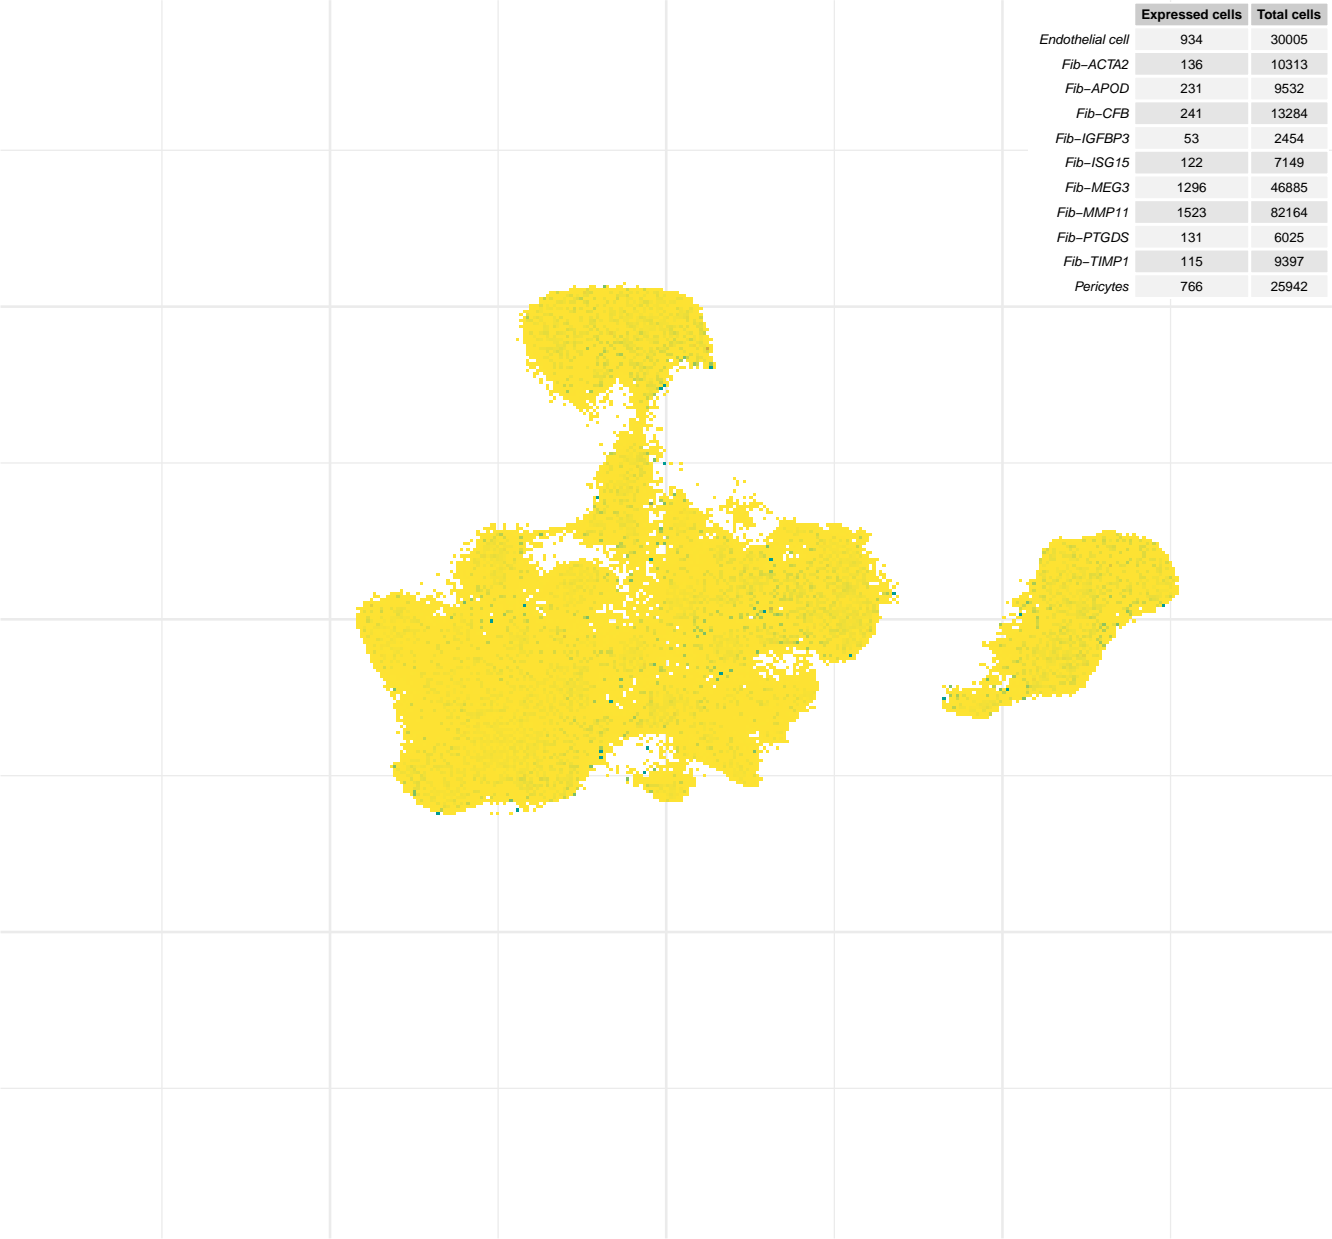 Expressed cells Total cells
Endothelial cell 934 30005
Fib−ACTA2 136 10313
Fib−APOD 231 9532
Fib−CFB 241 13284
Fib−IGFBP3 53 2454
Fib−ISG15 122 7149
Fib−MEG3 1296 46885
Fib−MMP11 1523 82164
Fib−PTGDS 131 6025
Fib−TIMP1 115 9397
Pericytes 766 25942